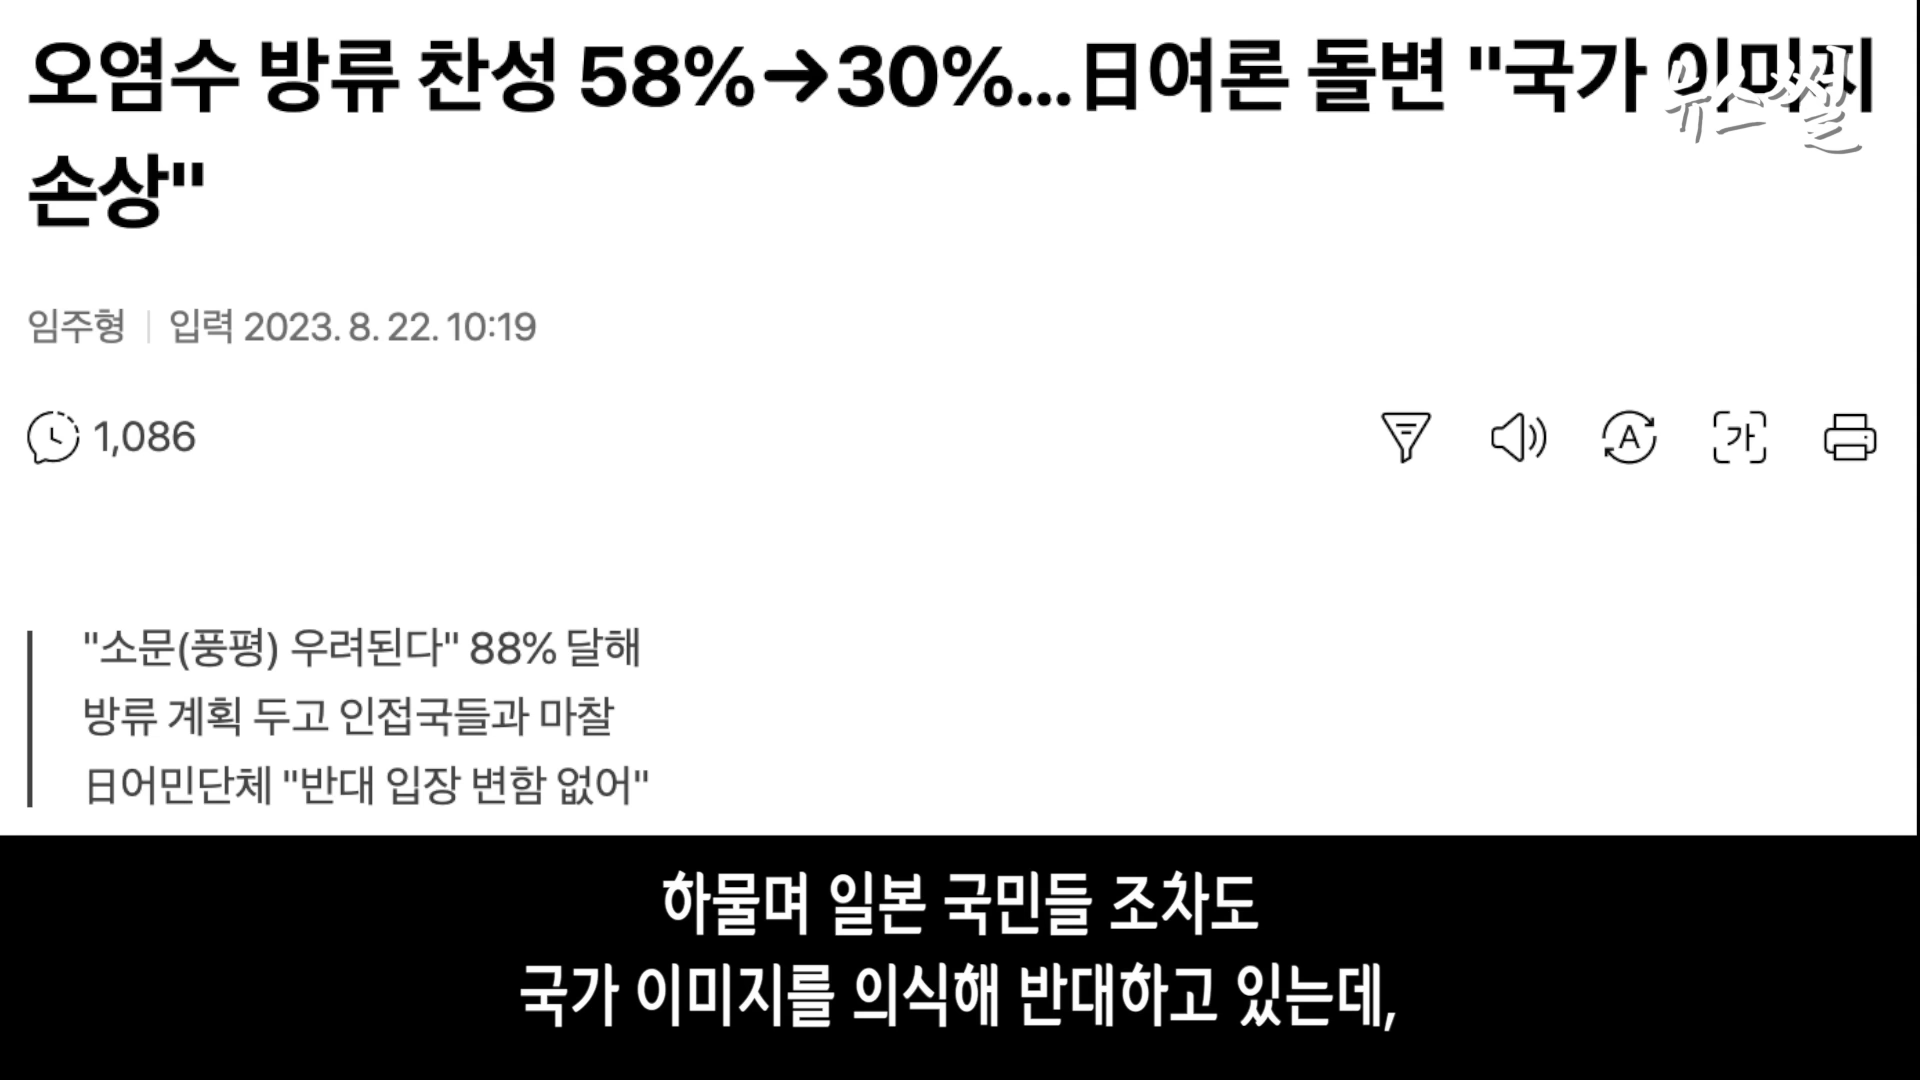 오염수 방류 찬성 58%→30%...日여론 돌변 "국가 이미지
손상"
뉴스썰
임주형 | 입력 2023. 8. 22. 10:19
1,086
A
가
"소문(풍평) 우려된다" 88% 달해
방류 계획 두고 인접국들과 마찰
日어민단체 "반대 입장 변함 없어"
하물며 일본 국민들 조차도
국가 이미지를 의식해 반대하고 있는데,